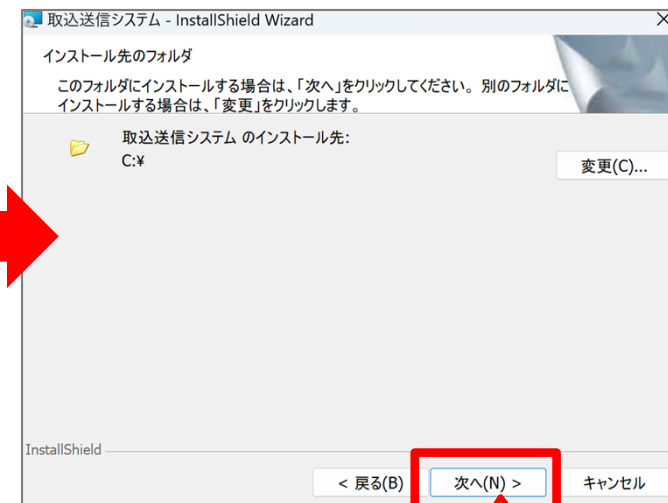 取込送信システム - InstallShield Wizard
インストール先のフォルダ
このフォルダにインストールする場合は、「次へ」をクリックしてください。 別のフォルダに
インストールする場合は、「変更」をクリックします。
取込送信システム のインストール先:
C:¥
変更(C)...
InstallShield
< 戻る(B)
次へ(N) >
キャンセル